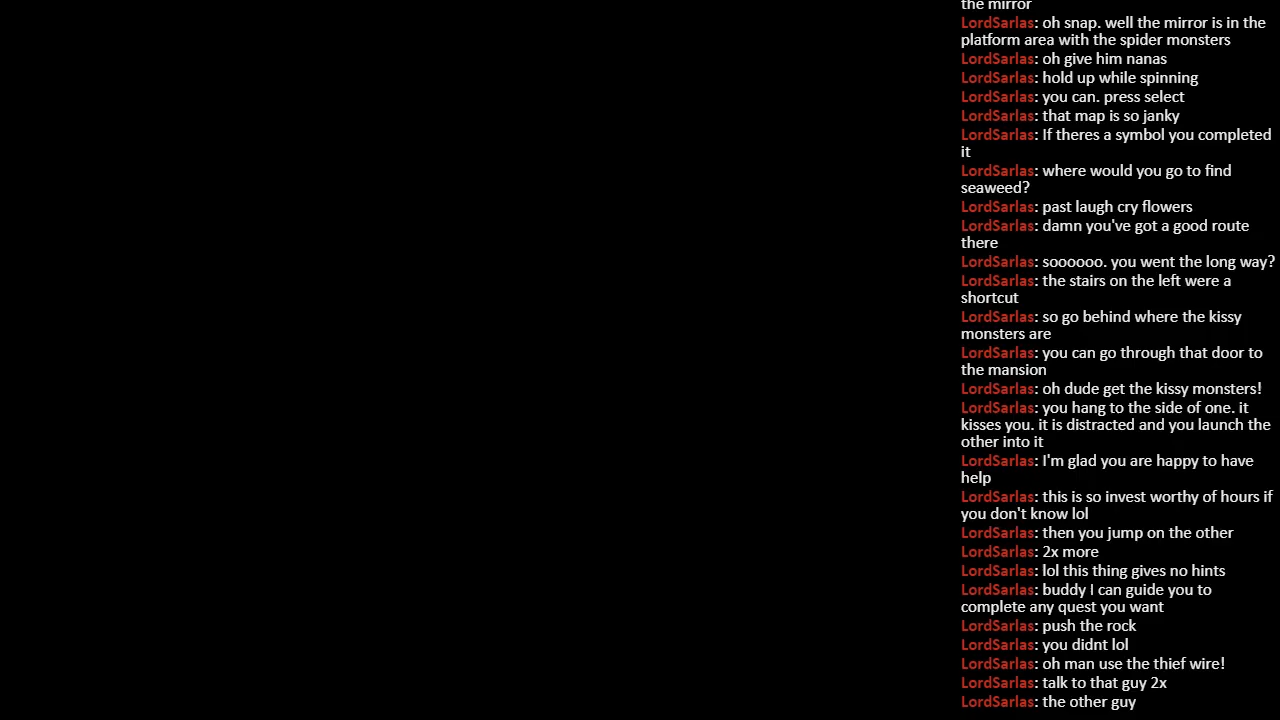 the mirror
LordSarlas: oh snap. well the mirror is in the
platform area with the spider monsters
LordSarlas: oh give him nanas
LordSarlas: hold up while spinning
LordSarlas: you can. press select
LordSarlas: that map is so janky
LordSarlas: If theres a symbol you completed
it
LordSarlas: where would you go to find
seaweed?
LordSarlas: past laugh cry flowers
LordSarlas: damn you've got a good route
there
LordSarlas: soooooo. you went the long way?
LordSarlas: the stairs on the left were a
shortcut
LordSarlas: so go behind where the kissy
monsters are
LordSarlas: you can go through that door to
the mansion
LordSarlas: oh dude get the kissy monsters!
LordSarlas: you hang to the side of one. it
kisses you. it is distracted and you launch the
other into it
LordSarlas: I'm glad you are happy to have
help
LordSarlas: this is so invest worthy of hours if
you don't know lol
LordSarlas: then you jump on the other
LordSarlas: 2x more
LordSarlas: lol this thing gives no hints
LordSarlas: buddy I can guide you to
complete any quest you want
LordSarlas: push the rock
LordSarlas: you didnt lol
LordSarlas: oh man use the thief wire!
LordSarlas: talk to that guy 2x
LordSarlas: the other guy